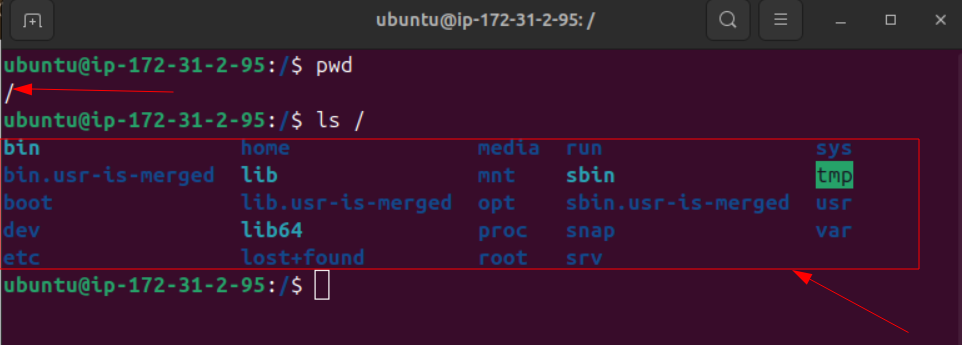 ubuntu@ip-172-31-2-95: /
ubuntu@ip-172-31-2-95:/$ pwd
/
ubuntu@ip-172-31-2-95:/$ ls /
bin home media run sys
bin.usr-is-merged lib mnt sbin tmp
boot lib.usr-is-merged opt sbin.usr-is-merged usr
dev lib64 proc snap var
etc lost+found root srv
ubuntu@ip-172-31-2-95:/$